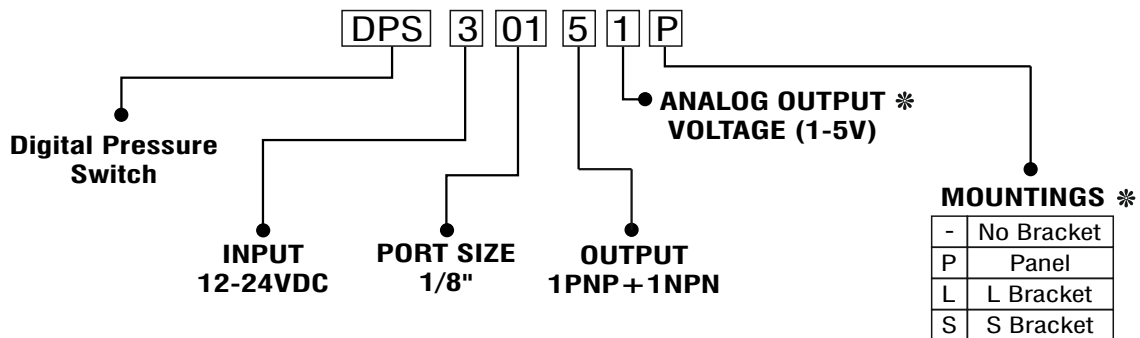 DPS 3 01 5 1 P
Digital Pressure
Switch
INPUT
12-24VDC
PORT SIZE
1/8"
OUTPUT
1PNP+1NPN
ANALOG OUTPUT ❊
VOLTAGE (1-5V)
MOUNTINGS ❊
- No Bracket
P Panel
L L Bracket
S S Bracket